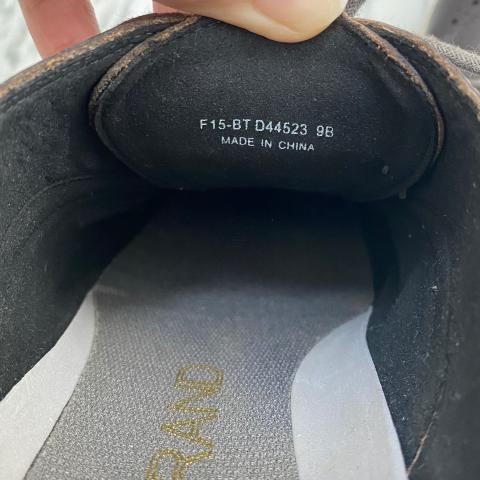 F15-BT D44523 9B
MADE IN CHINA
RAND